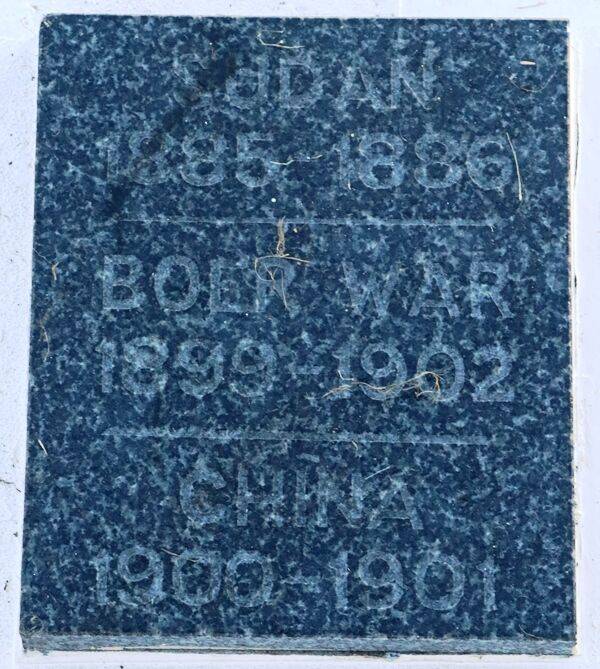 SUDAN
1885-1886
BOER WAR
1899-1902
CHINA
1900-1901